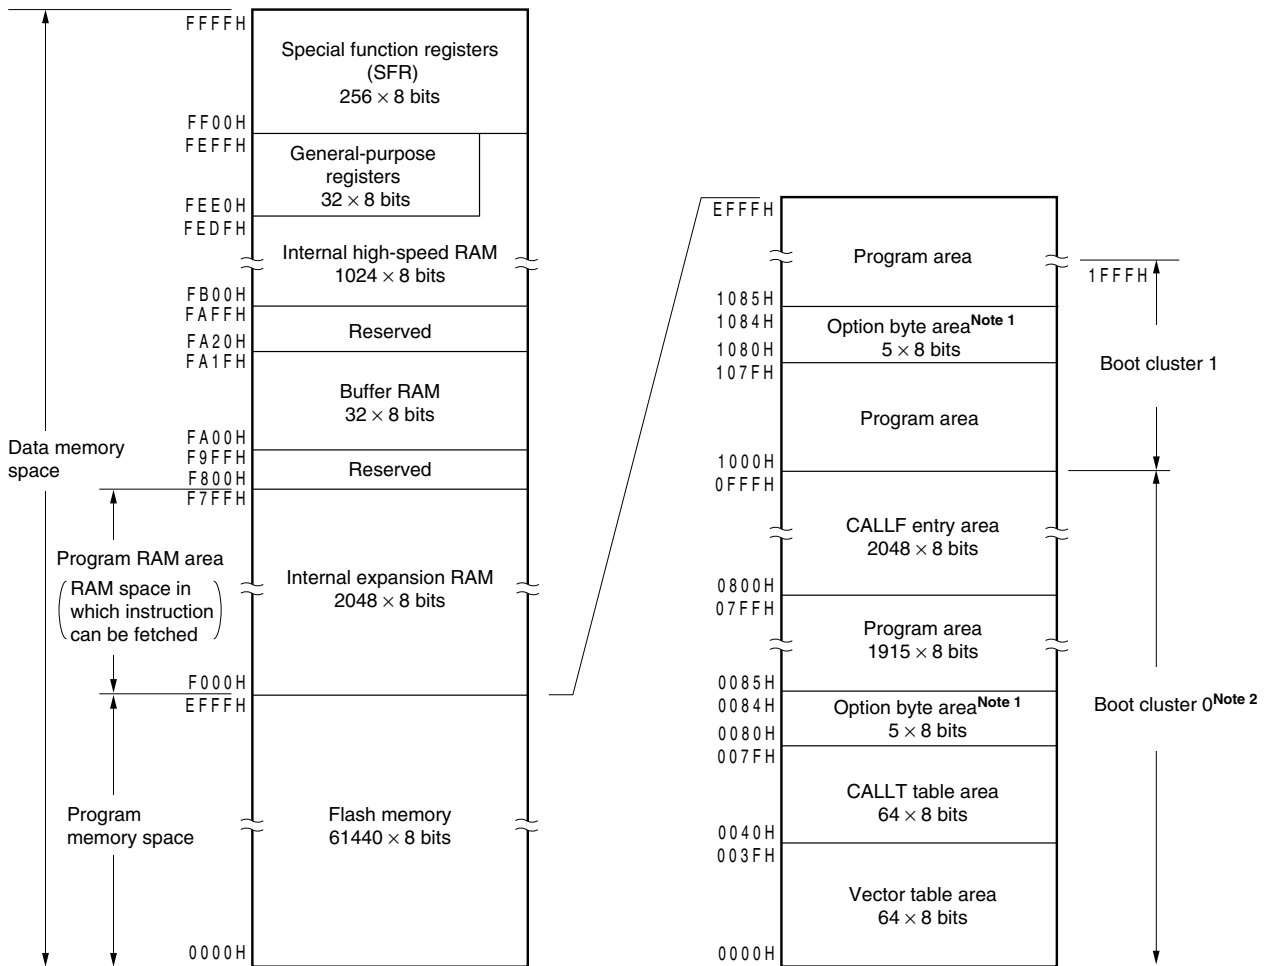 FFFFH
Special function registers
(SFR)
256 × 8 bits
FF00H
FEFFH
General-purpose
registers
32 × 8 bits
FEE0H
FEDFH
Internal high-speed RAM
1024 × 8 bits
FB00H
FAFFH
Reserved
FA20H
FA1FH
Buffer RAM
32 × 8 bits
FA00H
F9FFH
Reserved
F800H
F7FFH
Data memory
space
Program RAM area
RAM space in
which instruction
can be fetched
Internal expansion RAM
2048 × 8 bits
F000H
EFFFH
Program
memory space
Flash memory
61440 × 8 bits
0000H
EFFFH
Program area
1FFFH
1085H
1084H
Option byte area Note 1
5 × 8 bits
1080H
107FH
Boot cluster 1
Program area
1000H
0FFFH
CALLF entry area
2048 × 8 bits
0800H
07FFH
Program area
1915 × 8 bits
0085H
0084H
Option byte area Note 1
5 × 8 bits
0080H
007FH
Boot cluster 0 Note 2
CALLT table area
64 × 8 bits
0040H
003FH
Vector table area
64 × 8 bits
0000H